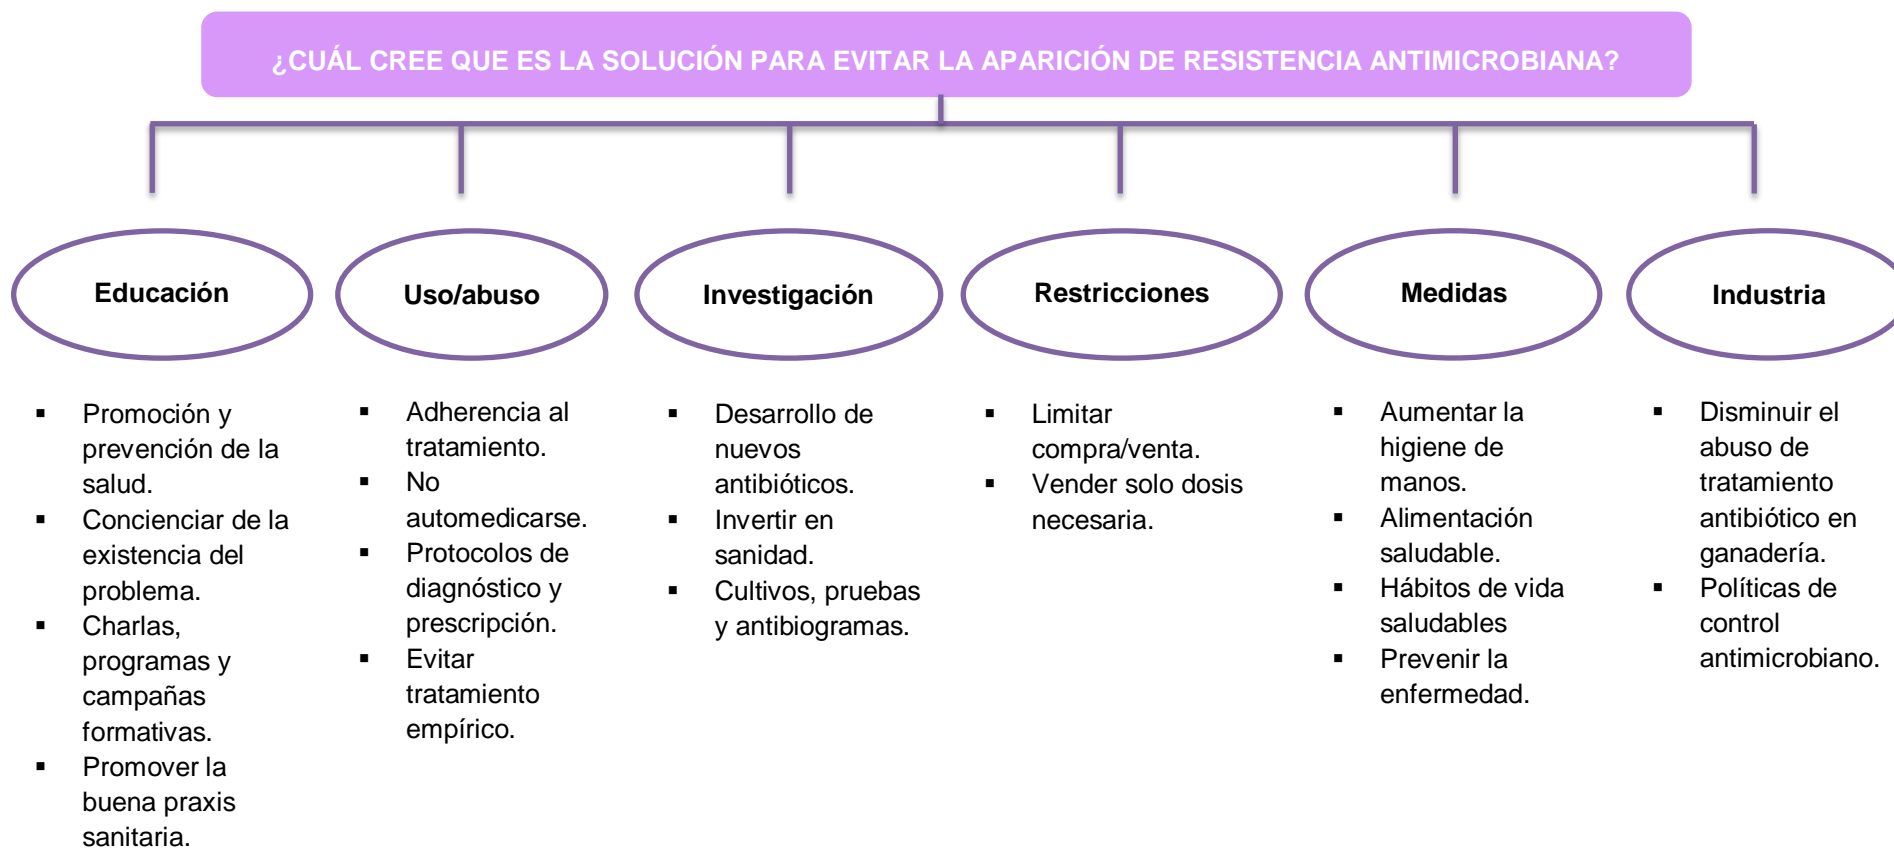 ¿CUÁL CREE QUE ES LA SOLUCIÓN PARA EVITAR LA APARICIÓN DE RESISTENCIA ANTIMICROBIANA?
Educación
▪ Promoción y
prevención de la
salud.
▪ Concienciar de la
existencia del
problema.
▪ Charlas,
programas y
campañas
formativas.
▪ Promover la
buena praxis
sanitaria.
Uso/abuso
▪ Adherencia al
tratamiento.
▪ No
automedicarse.
▪ Protocolos de
diagnóstico y
prescripción.
▪ Evitar
tratamiento
empírico.
Investigación
▪ Desarrollo de
nuevos
antibióticos.
▪ Invertir en
sanidad.
▪ Cultivos, pruebas
y antibiogramas.
Restricciones
▪ Limitar
compra/venta.
▪ Vender solo dosis
necesaria.
Medidas
▪ Aumentar la
higiene de
manos.
▪ Alimentación
saludable.
▪ Hábitos de vida
saludables
▪ Prevenir la
enfermedad.
Industria
▪ Disminuir el
abuso de
tratamiento
antibiótico en
ganadería.
▪ Políticas de
control
antimicrobiano.